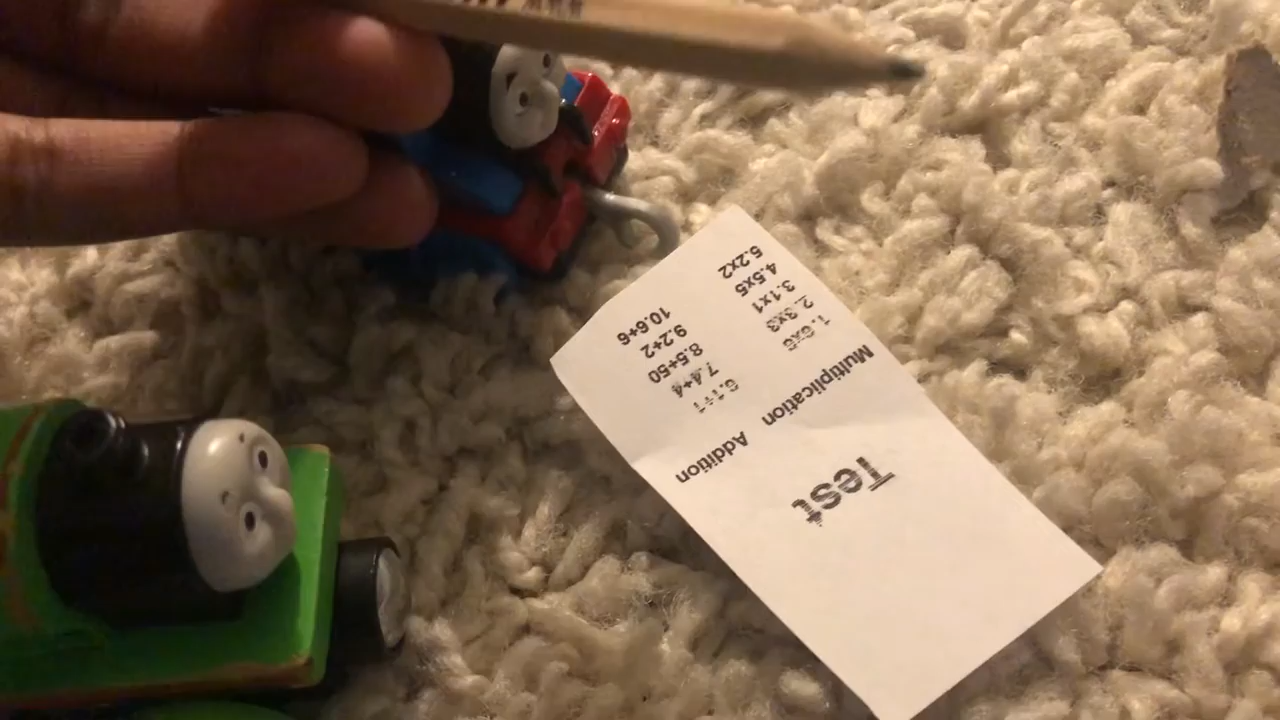 Test
Multiplication Addition
1. 6x6 6.1+1
2. 3x3 7.4+4
3.1x1 8.5+50
4.5x5 9.2+2
5.2x2 10.6+6